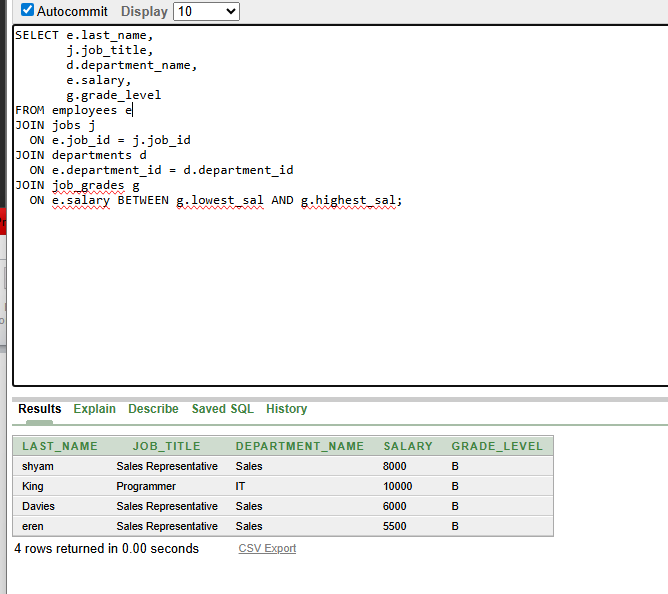 Autocommit Display 10
SELECT e.last_name,
j.job_title,
d.department_name,
e.salary,
g.grade_level
FROM employees e
JOIN jobs j
ON e.job_id = j.job_id
JOIN departments d
ON e.department_id = d.department_id
JOIN job_grades g
ON e.salary BETWEEN g.lowest_sal AND g.highest_sal;
Results Explain Describe Saved SQL History
LAST_NAME JOB_TITLE DEPARTMENT_NAME SALARY GRADE_LEVEL
shyam Sales Representative Sales 8000 B
King Programmer IT 10000 B
Davies Sales Representative Sales 6000 B
eren Sales Representative Sales 5500 B
4 rows returned in 0.00 seconds CSV Export